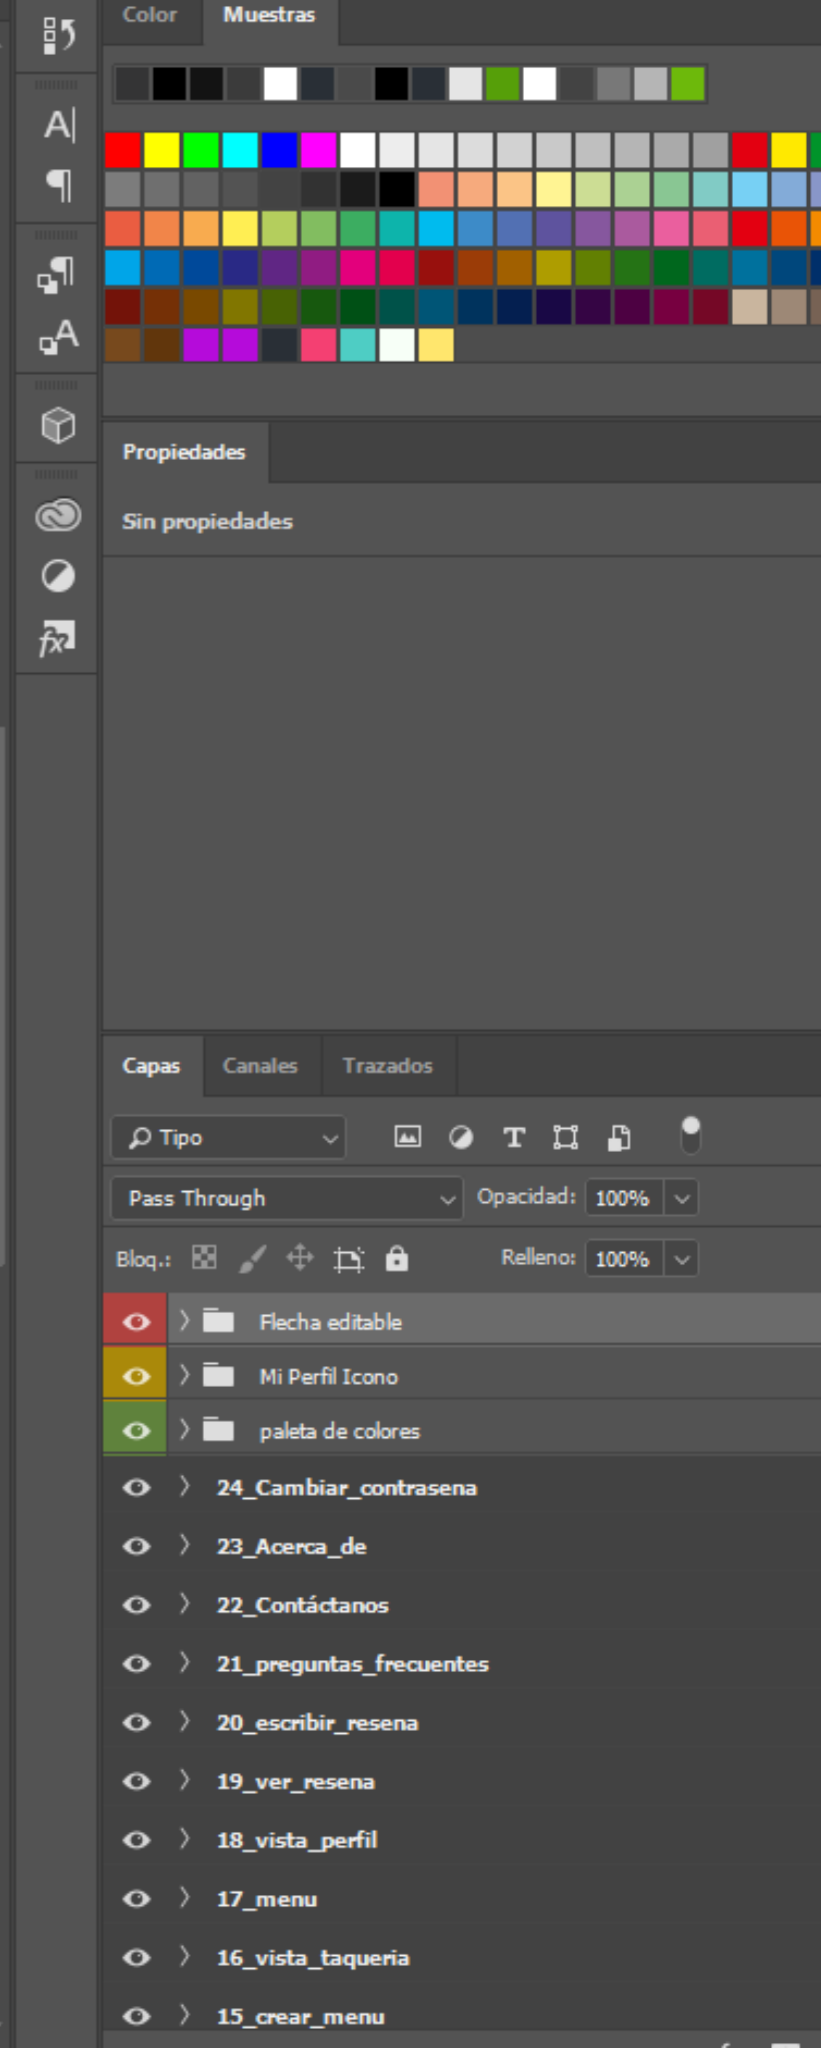 Color Muestras
Propiedades
Sin propiedades
Capas Canales Trazados
Tipo
Pass Through Opacidad: 100%
Bloq.: Relleno: 100%
Flecha editable
Mi Perfil Icono
paleta de colores
24_Cambiar_contrasena
23_Acerca_de
22_Contáctanos
21_preguntas_frecuentes
20_escribir_resena
19_ver_resena
18_vista_perfil
17_menu
16_vista_taqueria
15_crear_menu